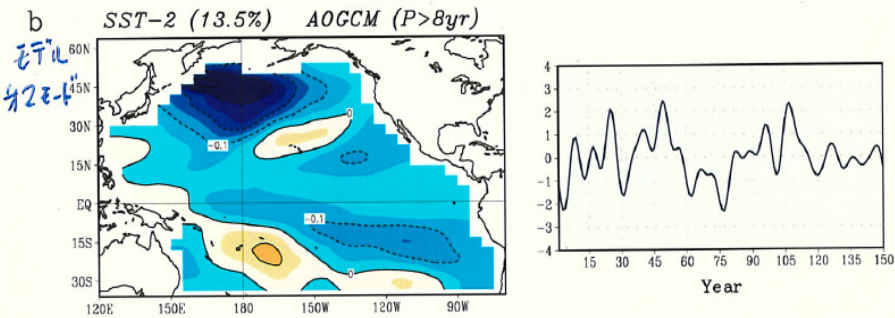 b SST-2 (13.5%) AOGCM (P>8yr)
モデル
第2モード
60N
45N
30N
15N
EQ
15S
30S
120E 150E 180 150W 120W 90W
-0.1
0
-0.1
0
4
3
2
1
0
-1
-2
-3
-4
15 30 45 60 75 90 105 120 135 150
Year